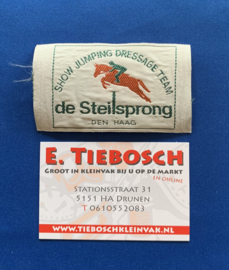 SHOW JUMPING DRESSAGE TEAM
de Steilsprong
DEN HAAG
E. TIEBOSCH
GROOT IN KLEINVAK BIJ U OP DE MARKT
EN ONLINE
STATIONSSTRAAT 31
5151 HA DRUNEN
T 0610552083
WWW.TIEBOSCHKLEINVAK.NL